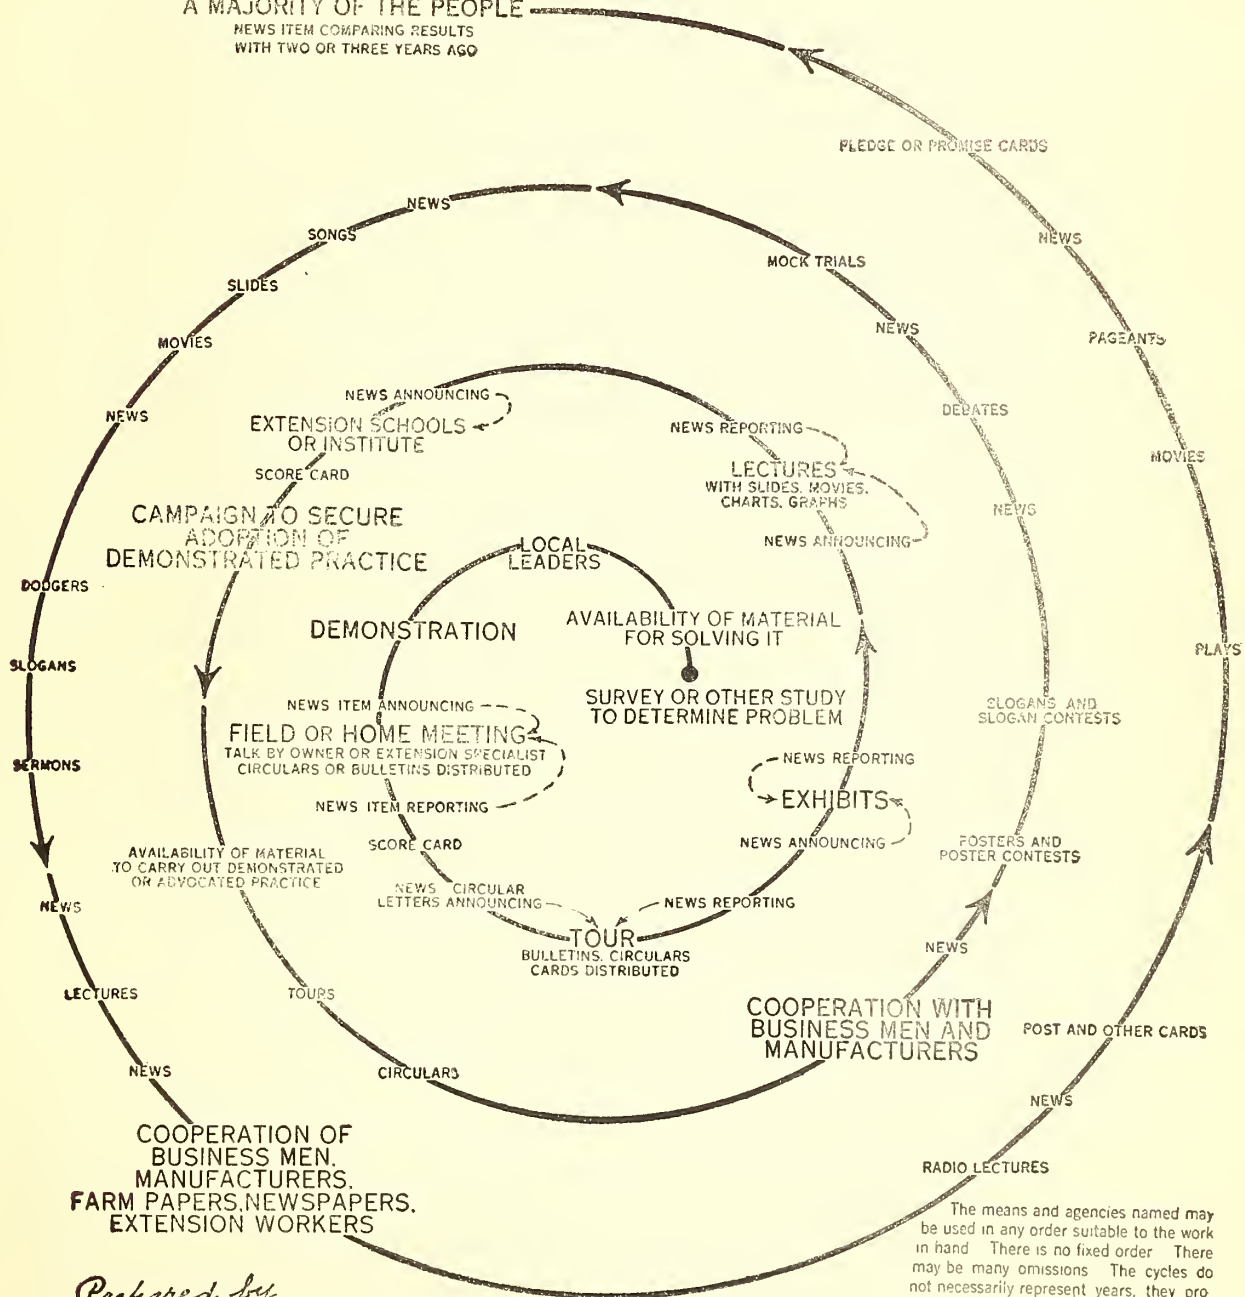 A MAJORITY OF THE PEOPLE
NEWS ITEM COMPARING RESULTS
WITH TWO OR THREE YEARS AGO
PLEDGE OR PROMISE CARDS
NEWS
PAGEANTS
MOVIES
PLAYS
NEWS
SONGS
SLIDES
MOVIES
NEWS
DODGERS
SLOGANS
SERMONS
NEWS
LECTURES
NEWS
MOCK TRIALS
NEWS
DEBATES
NEWS
SLOGANS AND
SLOGAN CONTESTS
POSTERS AND
POSTER CONTESTS
NEWS
NEWS ANNOUNCING
EXTENSION SCHOOLS
OR INSTITUTE
SCORE CARD
CAMPAIGN TO SECURE
ADOPTION OF
DEMONSTRATED PRACTICE
NEWS REPORTING
LECTURES
WITH SLIDES, MOVIES,
CHARTS, GRAPHS
NEWS ANNOUNCING
LOCAL
LEADERS
DEMONSTRATION
AVAILABILITY OF MATERIAL
FOR SOLVING IT
SURVEY OR OTHER STUDY
TO DETERMINE PROBLEM
NEWS ITEM ANNOUNCING
FIELD OR HOME MEETING
TALK BY OWNER OR EXTENSION SPECIALIST
CIRCULARS OR BULLETINS DISTRIBUTED
NEWS ITEM REPORTING
SCORE CARD
NEWS REPORTING
EXHIBITS
NEWS ANNOUNCING
AVAILABILITY OF MATERIAL
TO CARRY OUT DEMONSTRATED
OR ADVOCATED PRACTICE
NEWS CIRCULAR
LETTERS ANNOUNCING
NEWS REPORTING
TOUR
BULLETINS, CIRCULARS
CARDS DISTRIBUTED
TOURS
CIRCULARS
COOPERATION WITH
BUSINESS MEN AND
MANUFACTURERS
POST AND OTHER CARDS
NEWS
RADIO LECTURES
COOPERATION OF
BUSINESS MEN,
MANUFACTURERS,
FARM PAPERS, NEWSPAPERS,
EXTENSION WORKERS
The means and agencies named may
be used in any order suitable to the work
in hand There is no fixed order There
may be many omissions The cycles do
not necessarily represent years, they pro
Prepared by